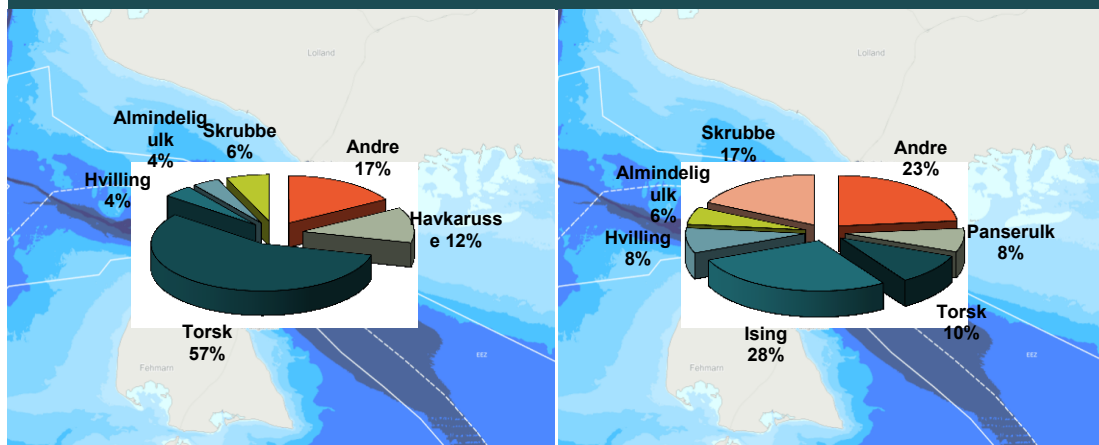 Lolland
Almindelig
ulk
4%
Skrubbe
6%
Andre
17%
Hvilling
4%
Havkaruss
e 12%
Torsk
57%
Fehmarn
EEZ
Lolland
Skrubbe
17%
Andre
23%
Almindelig
ulk
6%
Hvilling
8%
Panserulk
8%
Torsk
10%
Ising
28%
Fehmarn
EEZ